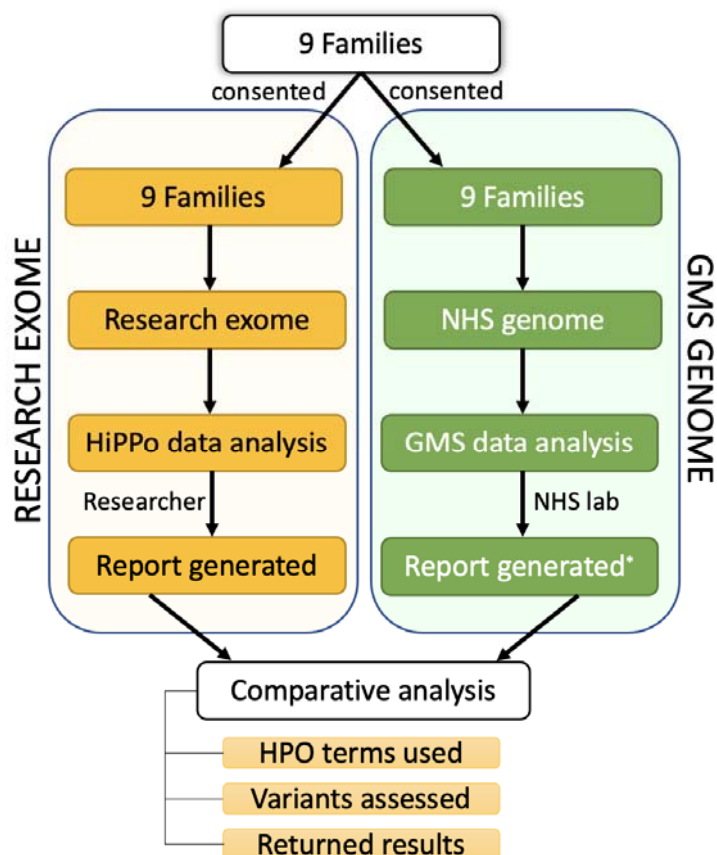 9 Families
consented
consented
RESEARCH EXOME
9 Families
Research exome
HiPPo data analysis
Researcher
Report generated
9 Families
NHS genome
GMS data analysis
NHS lab
Report generated*
GMS GENOME
Comparative analysis
HPO terms used
Variants assessed
Returned results